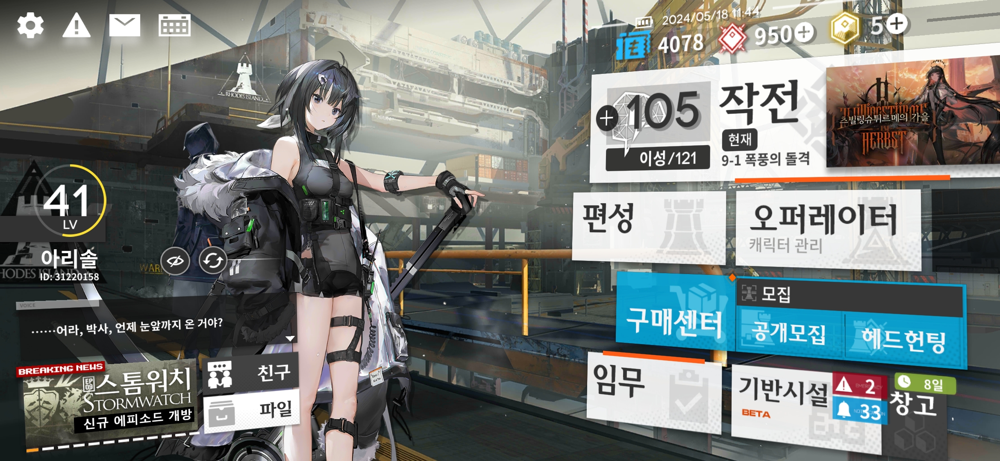 2024/05/18 11:44
4078
950
5
RHODES ISLAND
105
이성/121
작전
현재
9-1 폭풍의 돌격
츠빌링슈튀르메의 가을
HERBST
편성
오퍼레이터
캐릭터 관리
41
LV
아리솔
ID: 31220158
RHODES ISLAND
WAR
VOICE
……어라, 박사, 언제 눈앞까지 온 거야?
구매센터
모집
공개모집
헤드헌팅
BREAKING NEWS
EP 09
스톰워치
STORMWATCH
신규 에피소드 개방
친구
파일
임무
기반시설
BETA
EMERGENCY
2
33
8일
창고